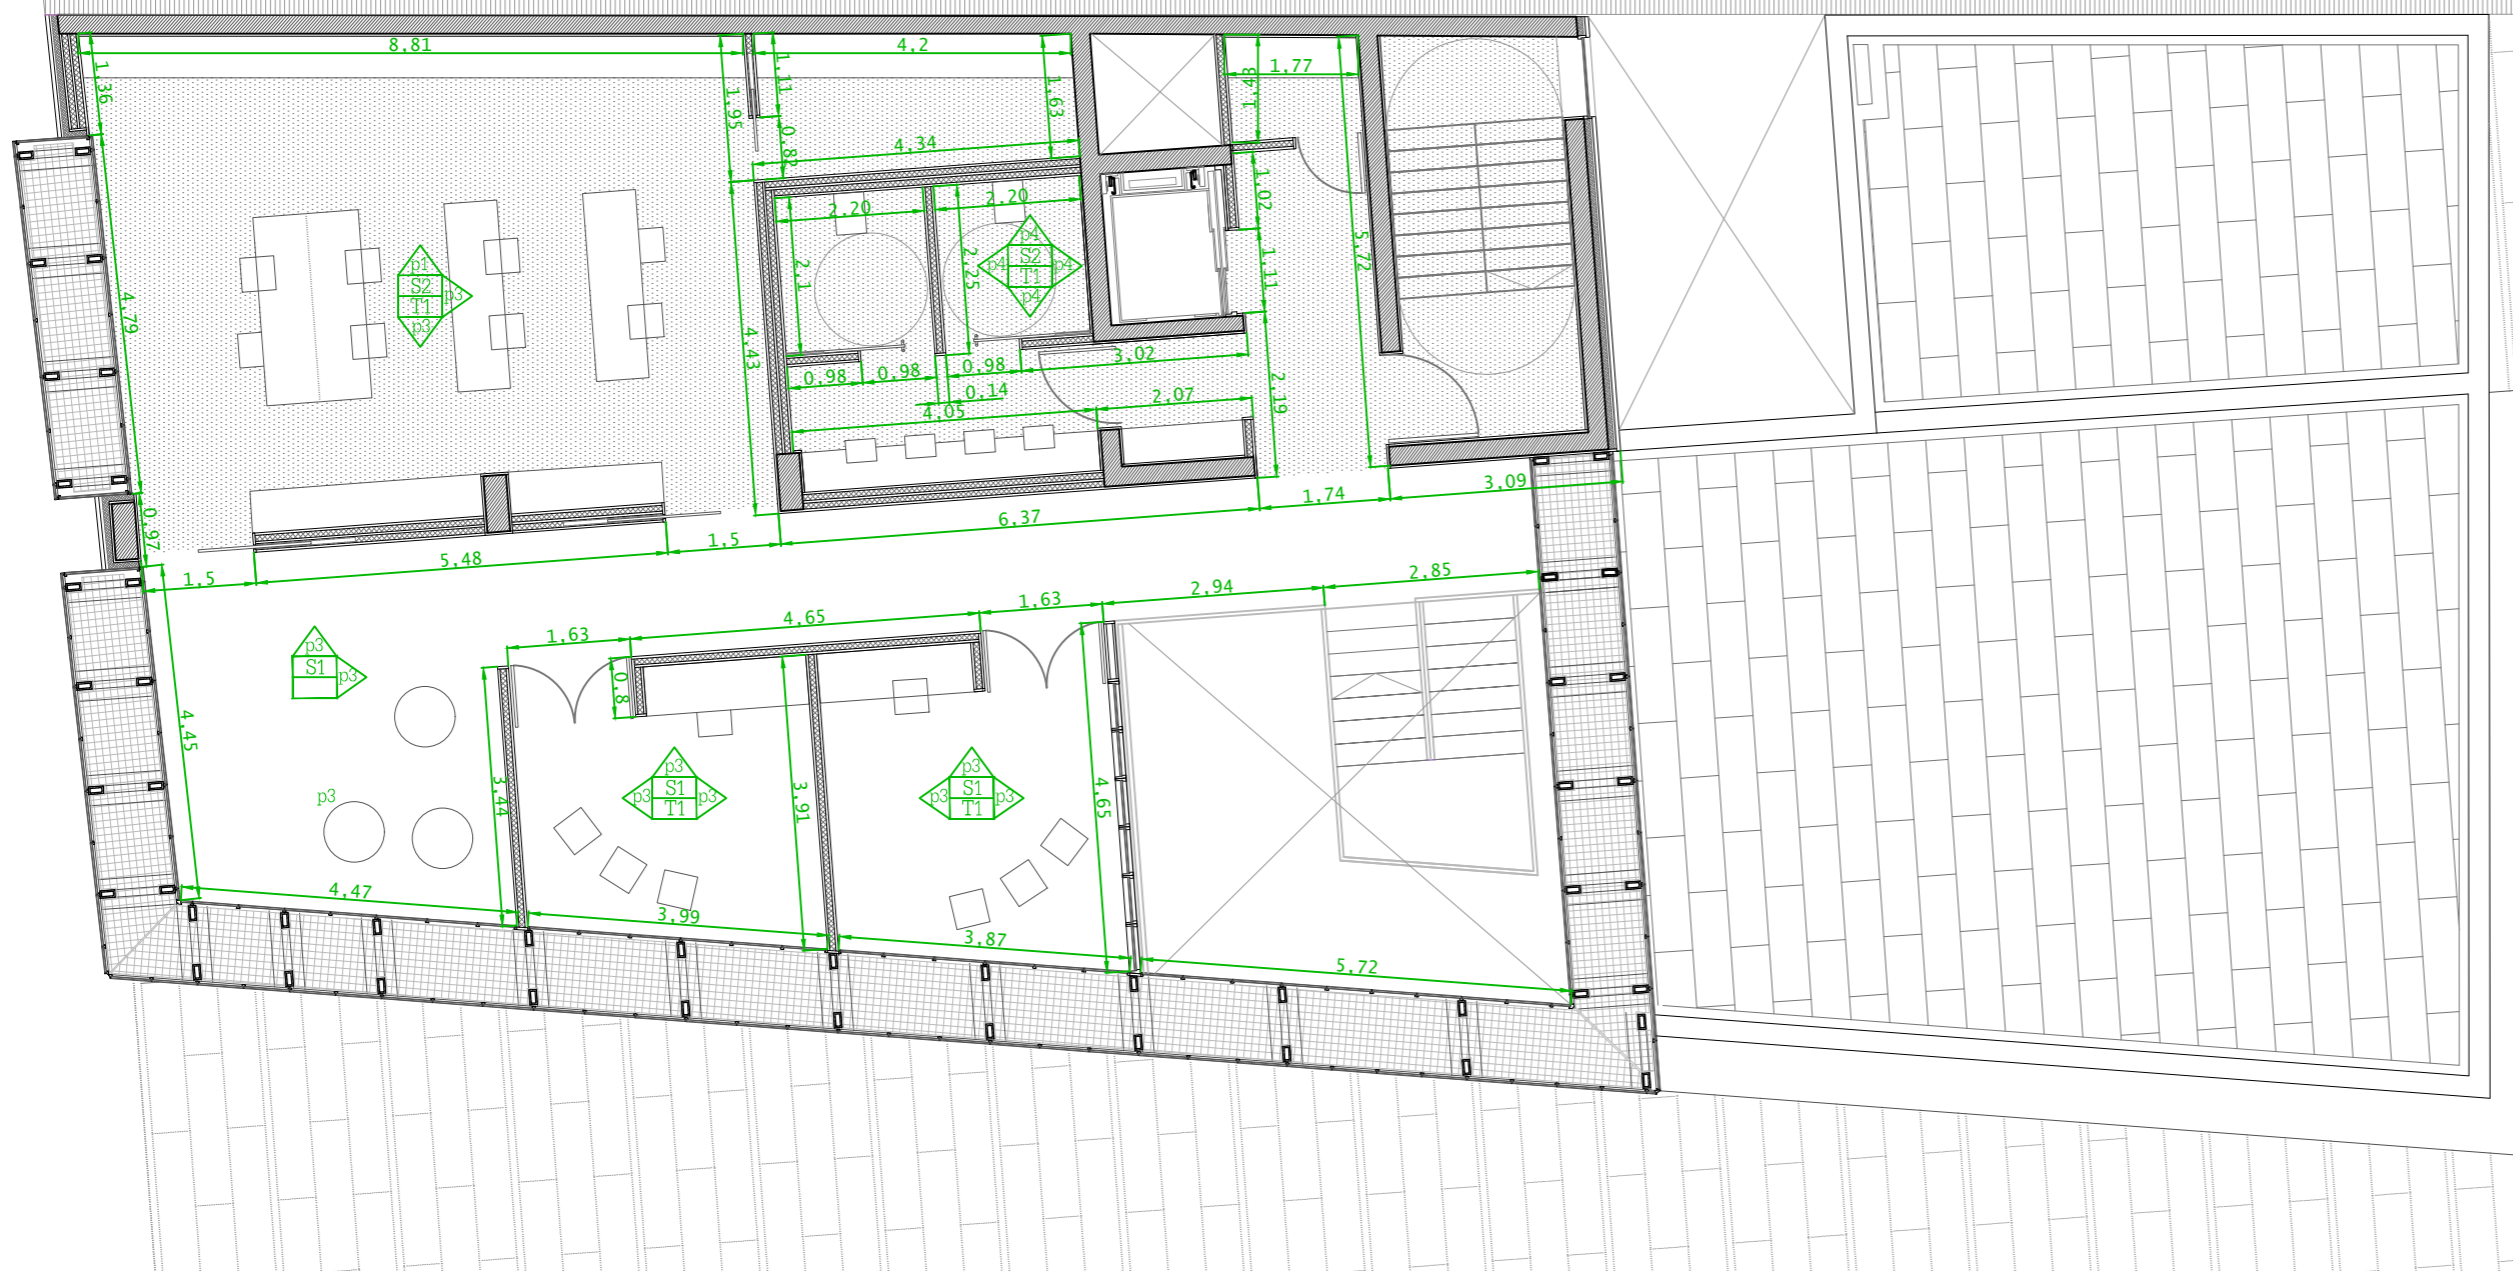 8,81
4,2
1,77
1,36
1,11
1,63
1,43
1,95
0,82
4,34
1,02
2,20
2,20
5,72
p4
S2
p4
p4
T1
p4
p1
S2
T1
p3
p3
2,1
2,25
1,11
4,79
4,43
3,02
0,98
0,98
0,98
0,14
2,19
4,05
2,07
0,97
3,09
1,74
6,37
1,5
5,48
1,5
2,85
2,94
1,63
4,65
1,63
p3
S1
p3
0,8
4,45
p3
3,44
p3
p3
S1
p3
T1
3,91
p3
p3
S1
p3
T1
4,65
4,47
3,99
3,87
5,72